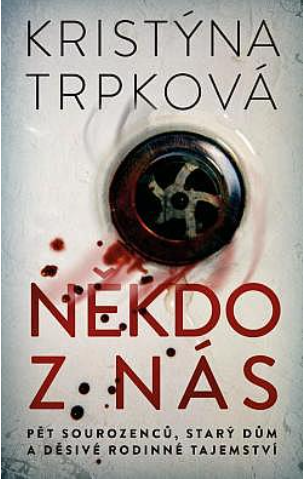 KRISTÝNA
TRPKOVÁ
NĚKDO
Z NÁS
PĚT SOUROZENCŮ, STARÝ DŮM
A DĚSIVÉ RODINNÉ TAJEMSTVÍ